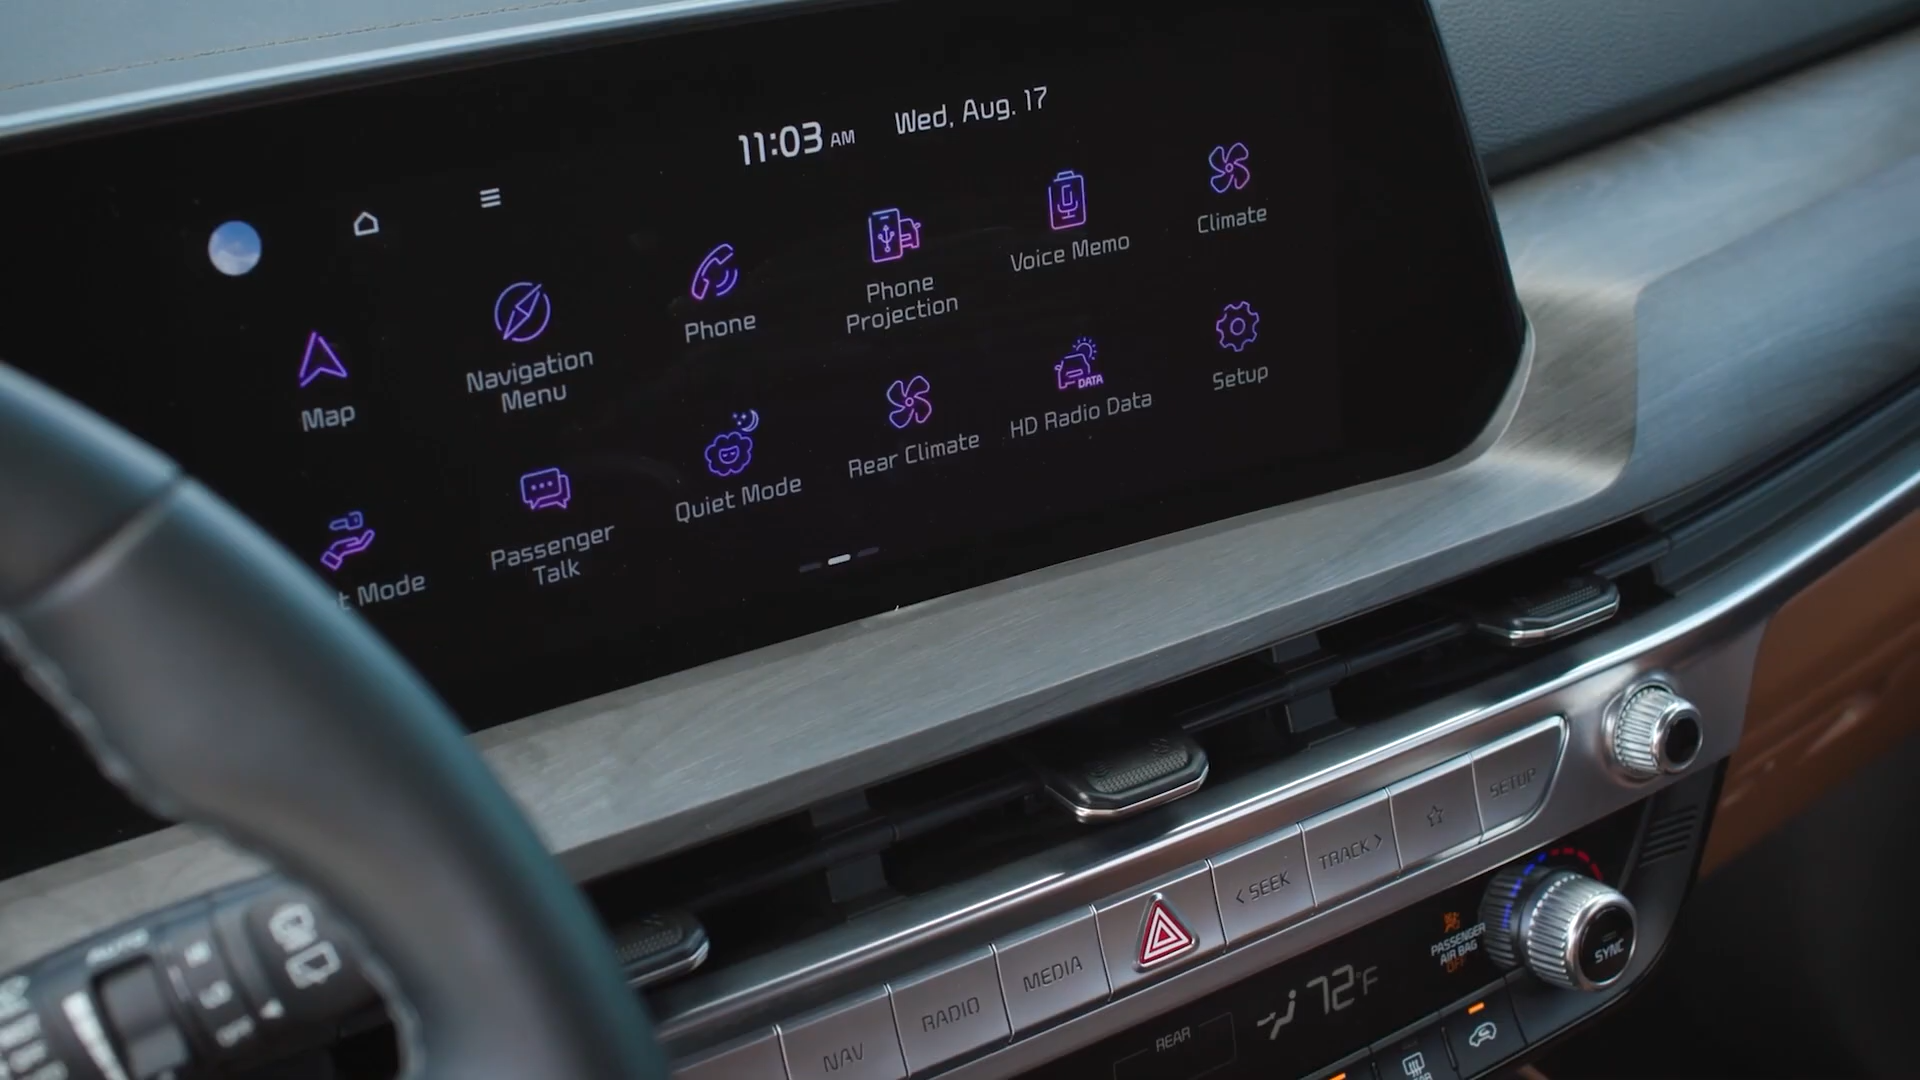 11:03 AM Wed, Aug. 17
Map
Navigation
Menu
Phone
Phone
Projection
Voice Memo
Climate
t Mode
Passenger
Talk
Quiet Mode
Rear Climate
DATA
HD Radio Data
Setup
NAV
RADIO
MEDIA
< SEEK
TRACK >
SETUP
PASSENGER
AIR BAG
OFF
SYNC
72°F
REAR